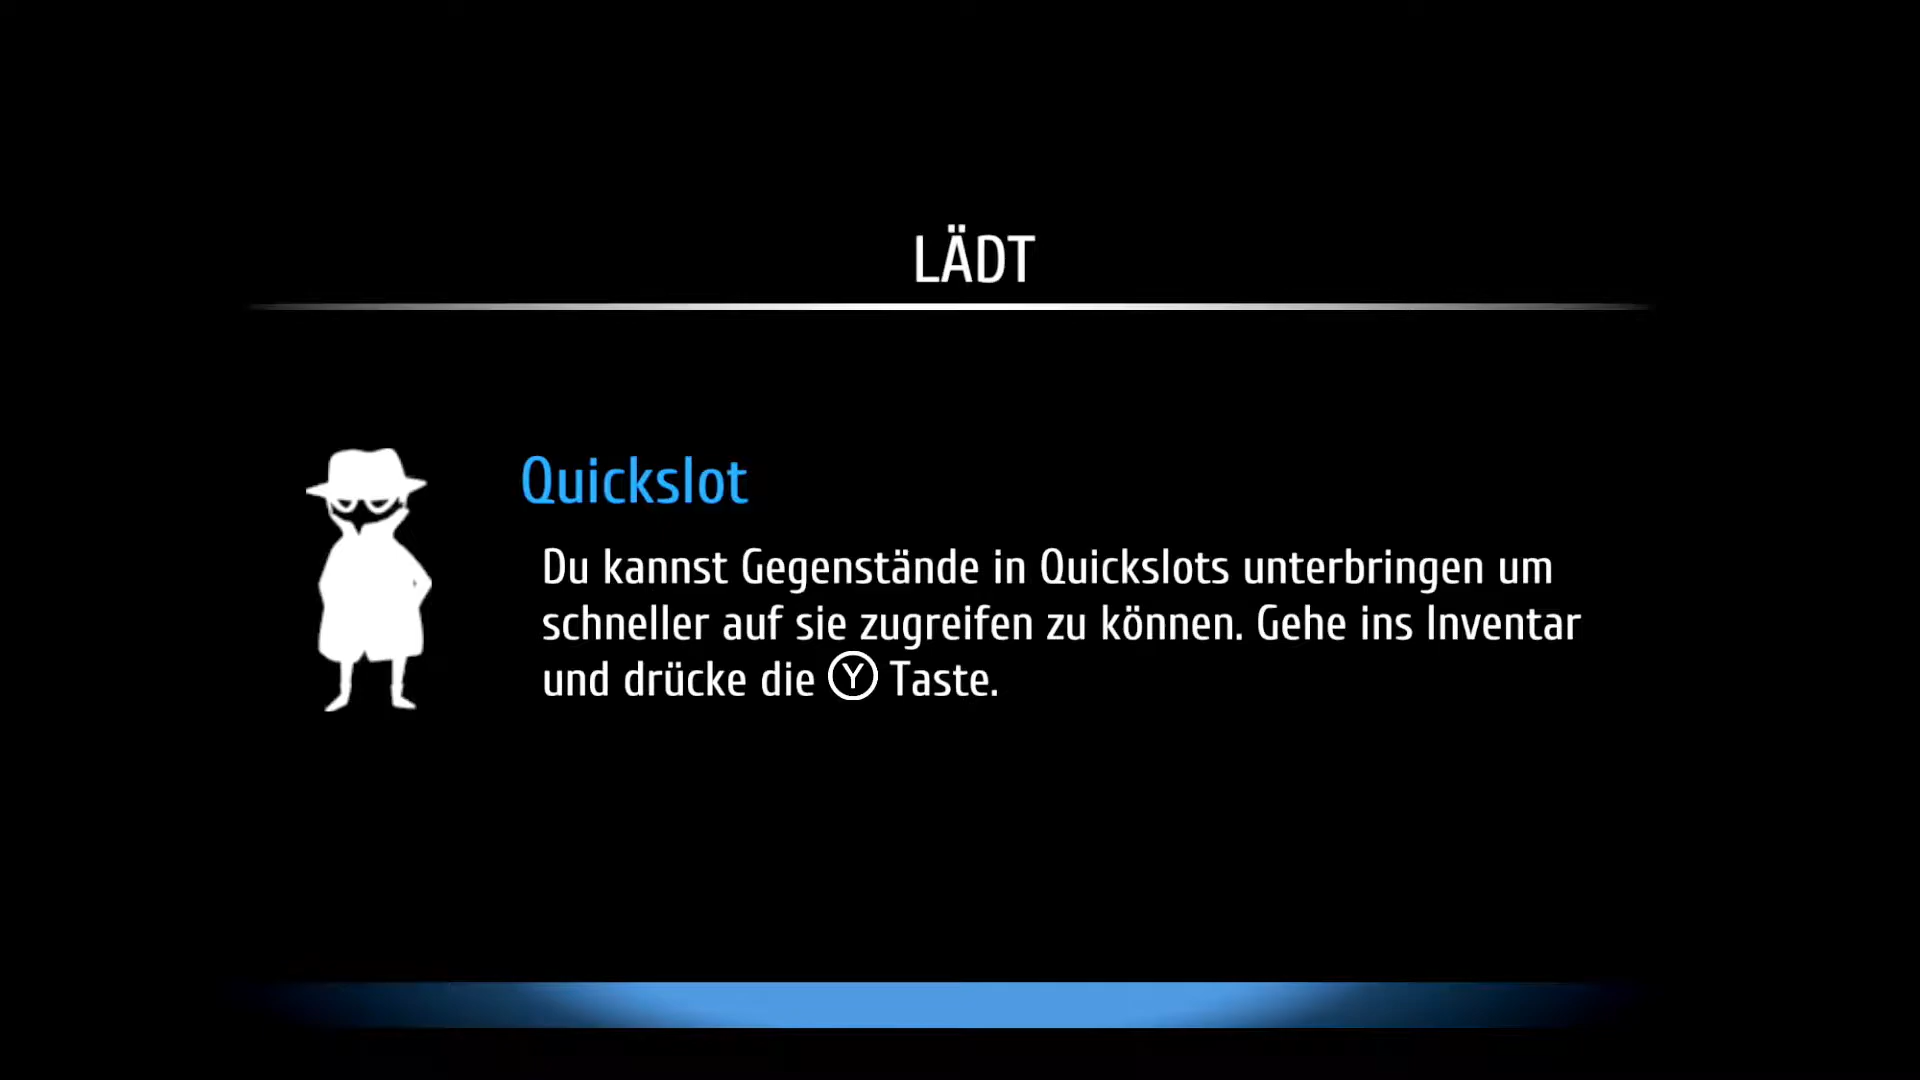 LÄDT
Quickslot
Du kannst Gegenstände in Quickslots unterbringen um
schneller auf sie zugreifen zu können. Gehe ins Inventar
und drücke die Ⓨ Taste.